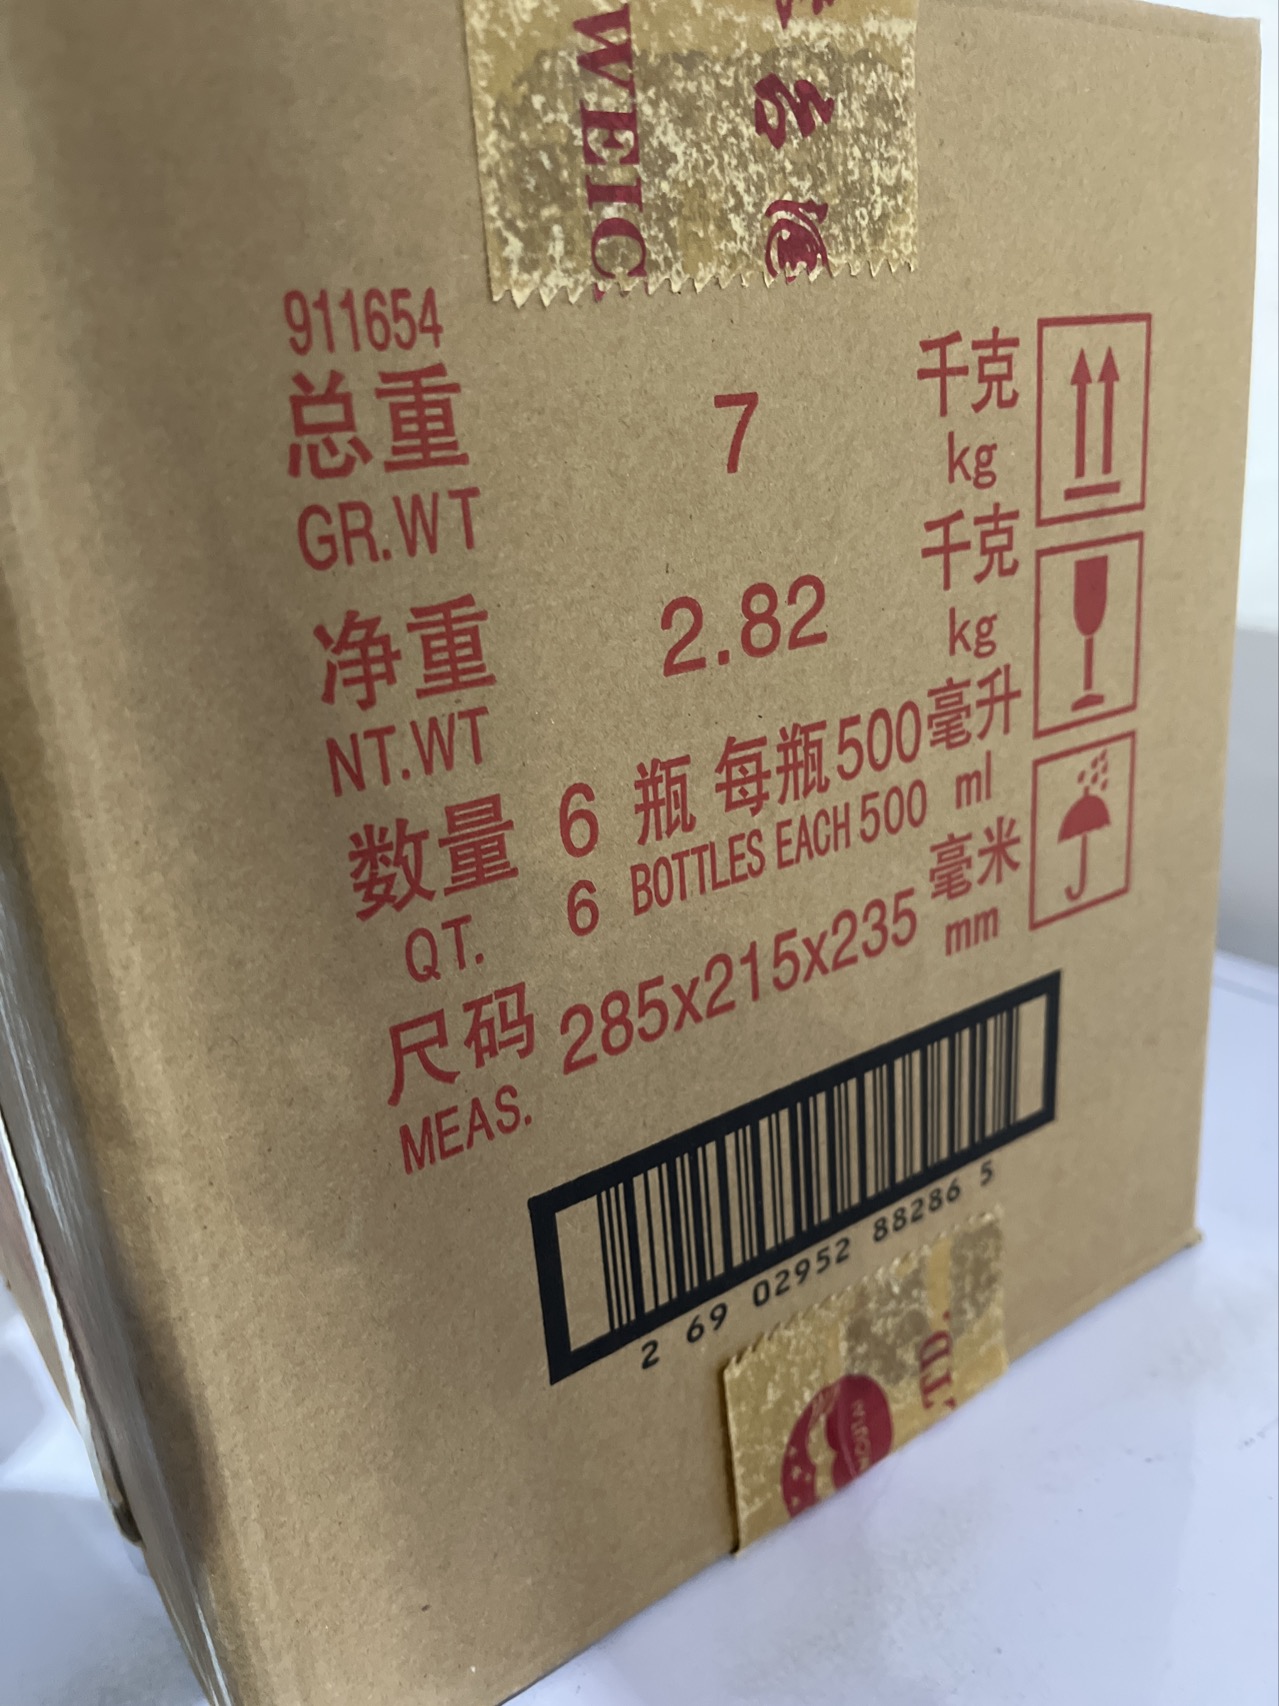 WEIC
911654
总重 7 千克
GR.WT kg
净重 2.82 千克
NT.WT kg
数量 6 瓶 每瓶500毫升
QT. 6 BOTTLES EACH 500 ml
尺码 285x215x235 毫米
MEAS. mm
2 69 02952 88286 5
LTD.